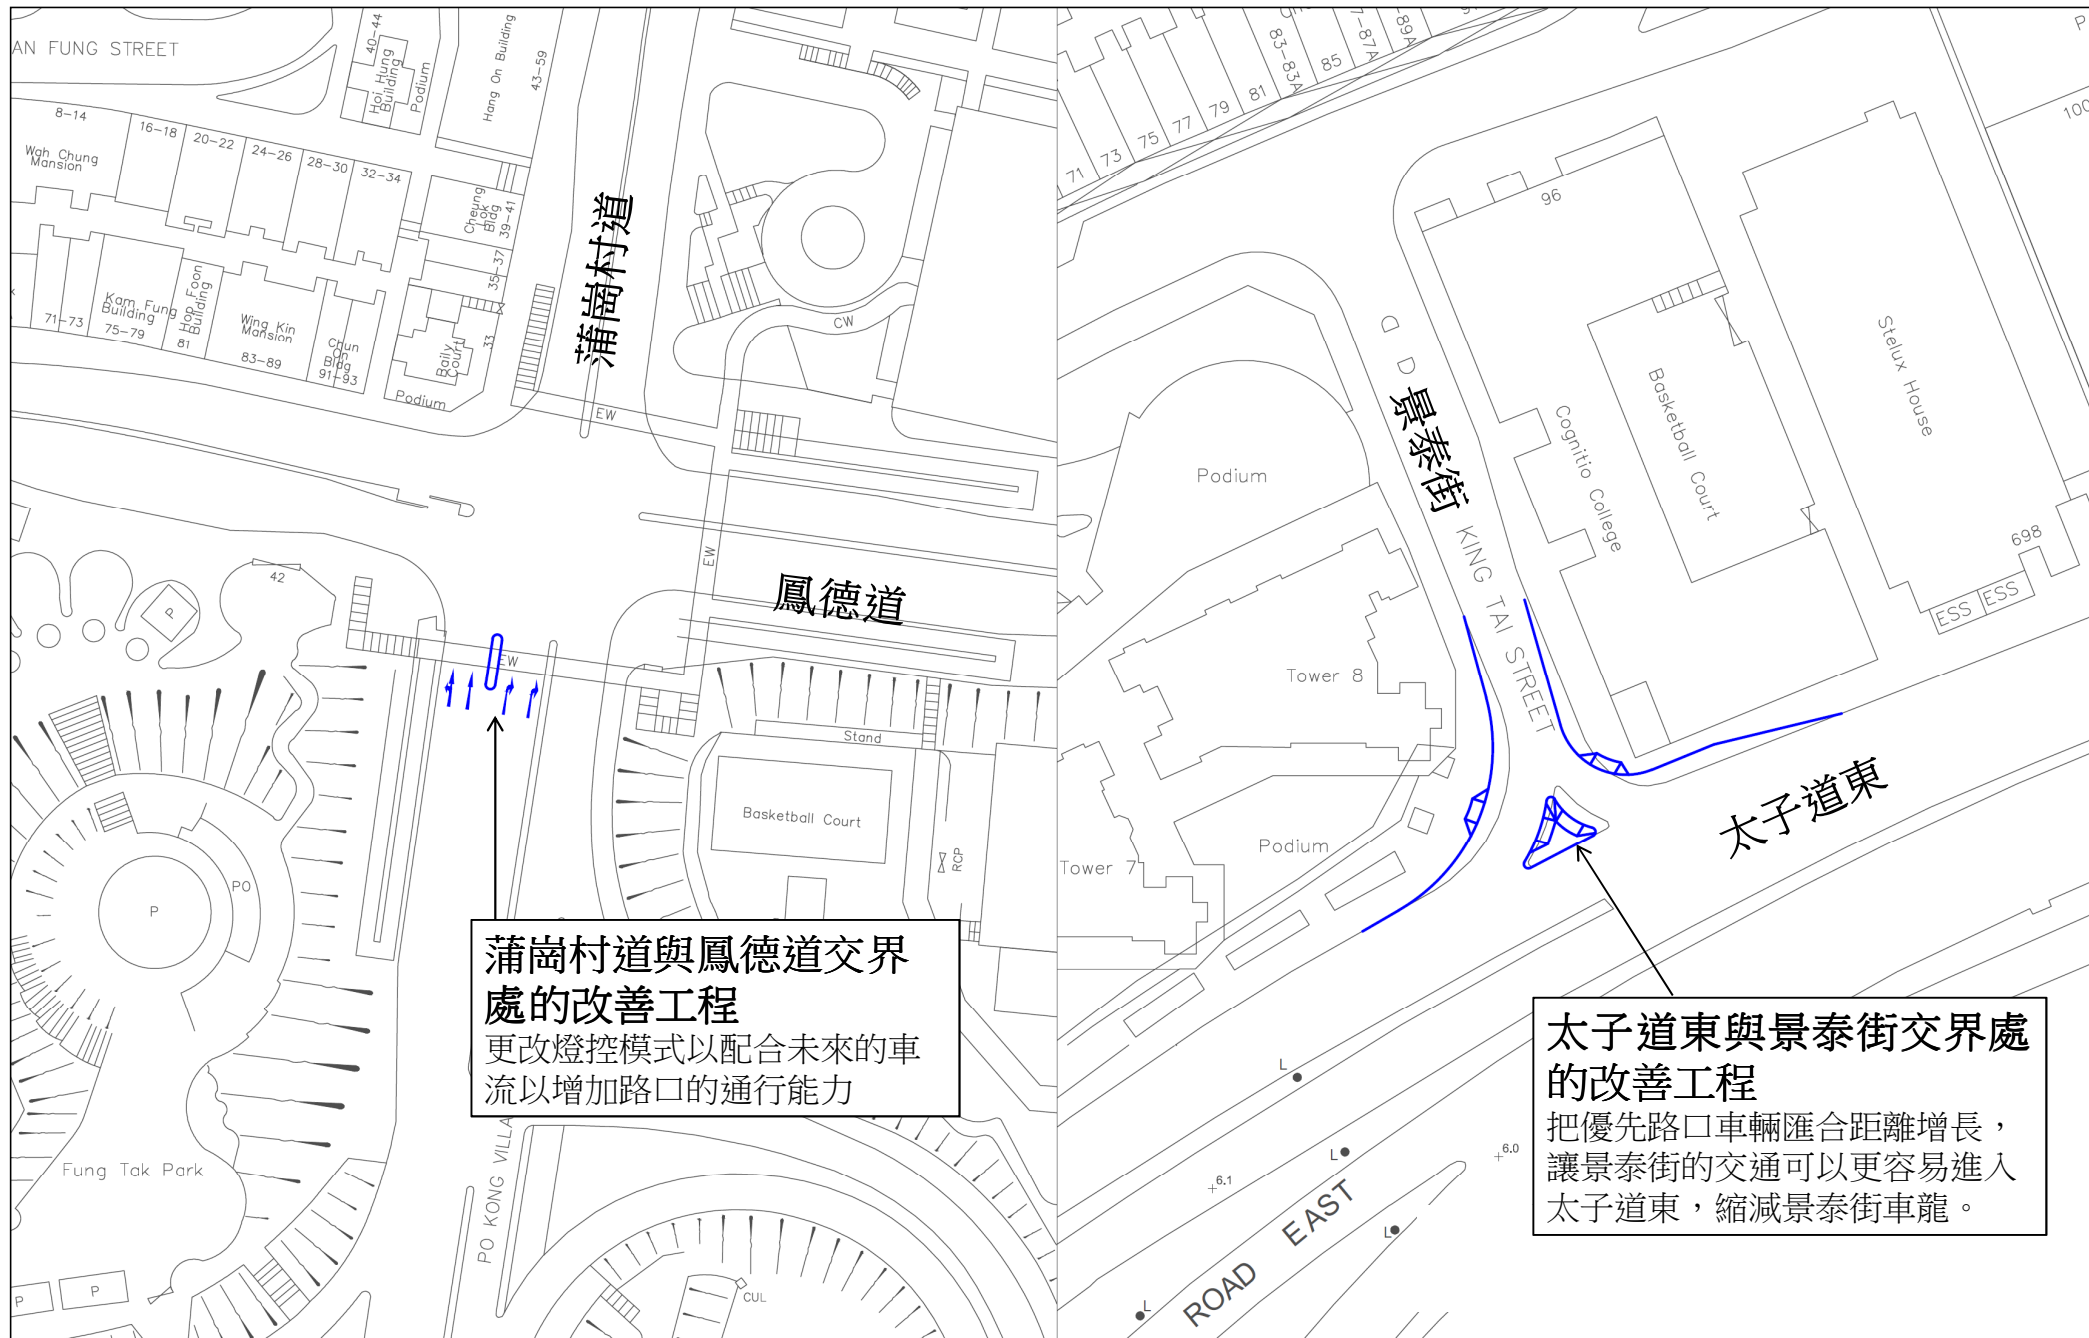 AN FUNG STREET
8-14
Wah Chung
Mansion
16-18
20-22
24-26
28-30
32-34
40-44
Hoi Hung
Building
Podium
Hang On Building
43-59
Cheung
Lok
Bldg
39-41
35-37
33
Baily
Court
Podium
71-73
Kam Fung
Building
75-79
Hop Foon
Building
81
Wing Kin
Mansion
83-89
Chun
On
Bldg
91-93
蒲崗村道
CW
EW
EW
EW
鳳德道
42
P
Stand
Basketball Court
RCP
PO
P
Fung Tak Park
P
P
PO KONG VILLA
CUL
蒲崗村道與鳳德道交界
處的改善工程
更改燈控模式以配合未來的車
流以增加路口的通行能力
71
73
75
77
79
81
83-83A
85
7-87A
-89A
96
100
P
Cognitio College
Basketball Court
Stelux House
698
ESS
ESS
景泰街
KING TAI STREET
Podium
Tower 8
Tower 7
Podium
太子道東
太子道東與景泰街交界處
的改善工程
把優先路口車輛匯合距離增長，
讓景泰街的交通可以更容易進入
太子道東，縮減景泰街車龍。
L
L
L
L
6.1
6.0
ROAD EAST